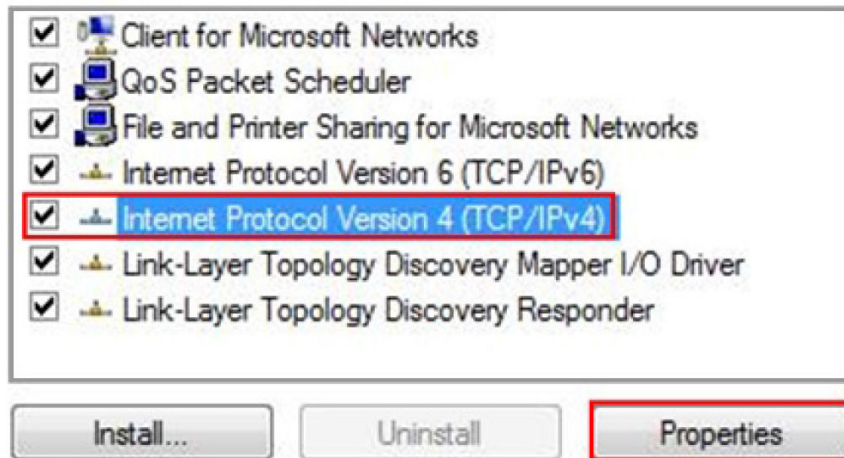 Client for Microsoft Networks
QoS Packet Scheduler
File and Printer Sharing for Microsoft Networks
Internet Protocol Version 6 (TCP/IPv6)
Internet Protocol Version 4 (TCP/IPv4)
Link-Layer Topology Discovery Mapper I/O Driver
Link-Layer Topology Discovery Responder
Install... Uninstall Properties